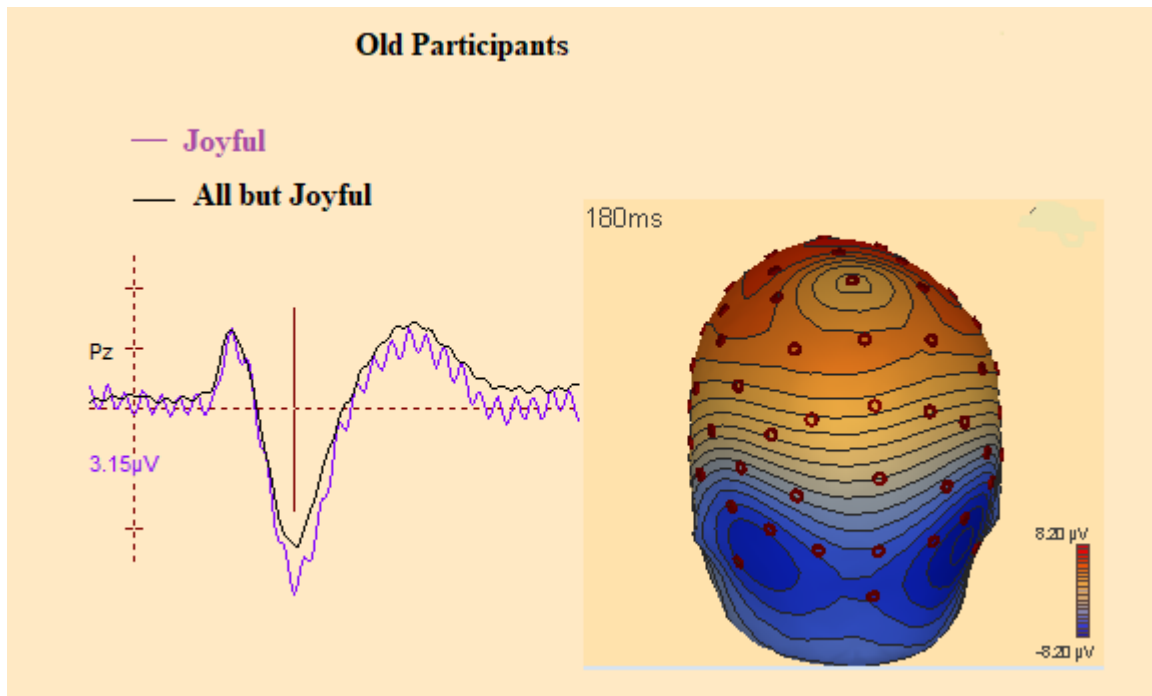 Old Participants
Joyful
All but Joyful
180ms
Pz
3.15µV
8.20 µV
-8.20 µV